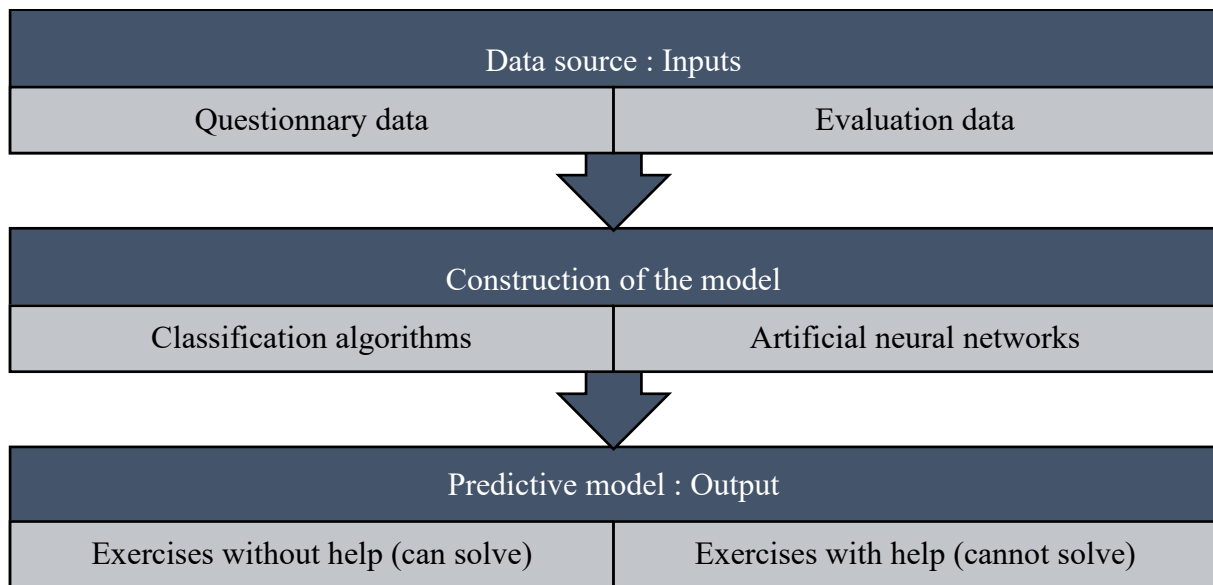 Data source : Inputs
Questionnary data
Evaluation data
Construction of the model
Classification algorithms
Artificial neural networks
Predictive model : Output
Exercises without help (can solve)
Exercises with help (cannot solve)